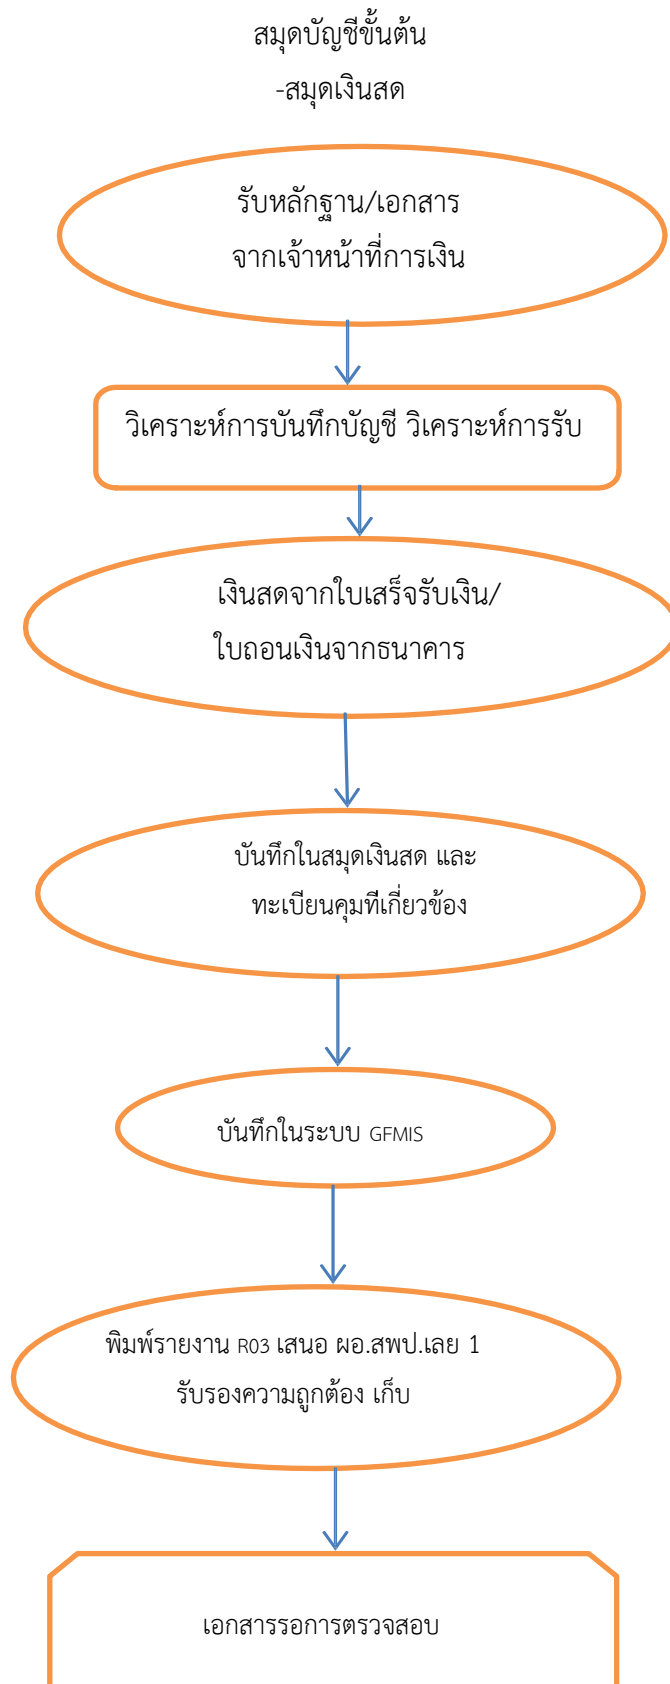 สมุดบัญชีขั้นต้น
-สมุดเงินสด
รับหลักฐาน/เอกสาร
จากเจ้าหน้าที่การเงิน
วิเคราะห์การบันทึกบัญชี วิเคราะห์การรับ
เงินสดจากใบเสร็จรับเงิน/
ใบถอนเงินจากธนาคาร
บันทึกในสมุดเงินสด และ
ทะเบียนคุมทีเกี่ยวข้อง
บันทึกในระบบ GFMIS
พิมพ์รายงาน R03 เสนอ ผอ.สพป.เลย 1
รับรองความถูกต้อง เก็บ
เอกสารรอการตรวจสอบ